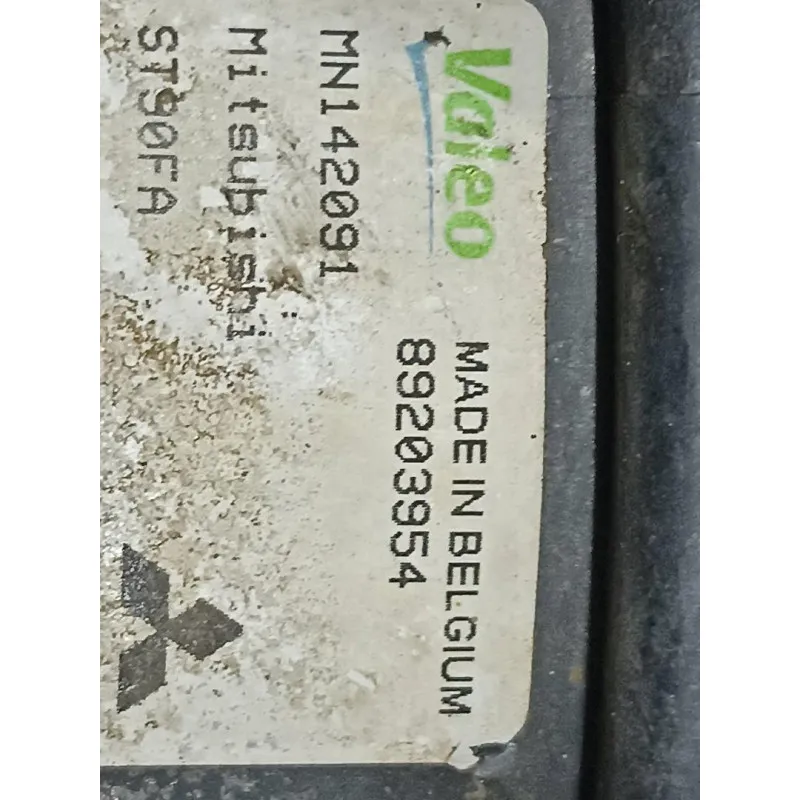 Valeo
MADE IN BELGIUM
89203954
MN142091
Mitsubishi
ST90FA